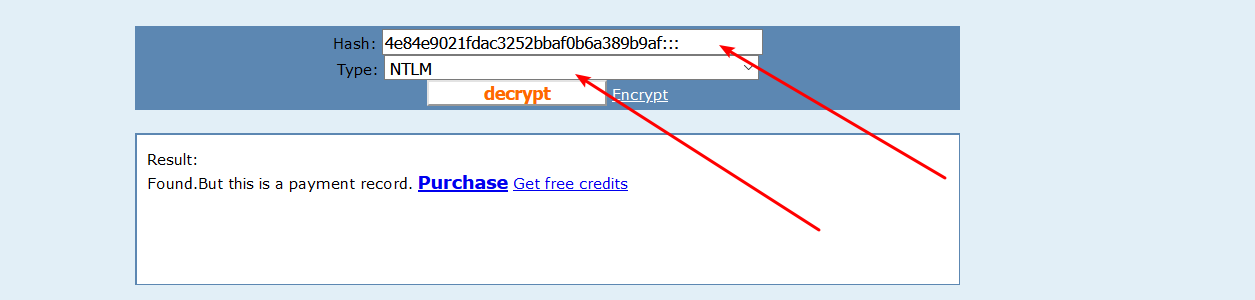 Hash: 4e84e9021fdac3252bbaf0b6a389b9af:::
Type: NTLM
decrypt Encrypt
Result:
Found.But this is a payment record. Purchase Get free credits